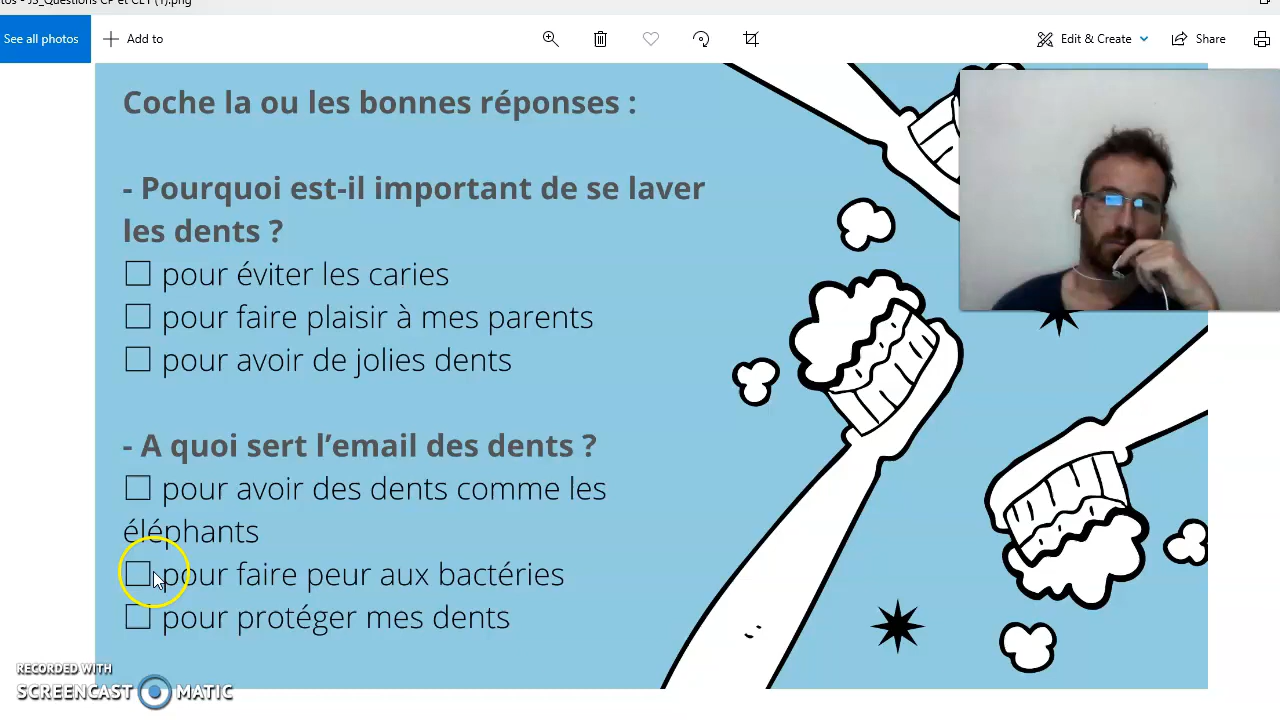 See all photos
Add to
Edit & Create
Share
Coche la ou les bonnes réponses :
- Pourquoi est-il important de se laver
les dents ?
☐ pour éviter les caries
☐ pour faire plaisir à mes parents
☐ pour avoir de jolies dents
- A quoi sert l’email des dents ?
☐ pour avoir des dents comme les
éléphants
☐ pour faire peur aux bactéries
☐ pour protéger mes dents
RECORDED WITH
SCREENCAST MATIC